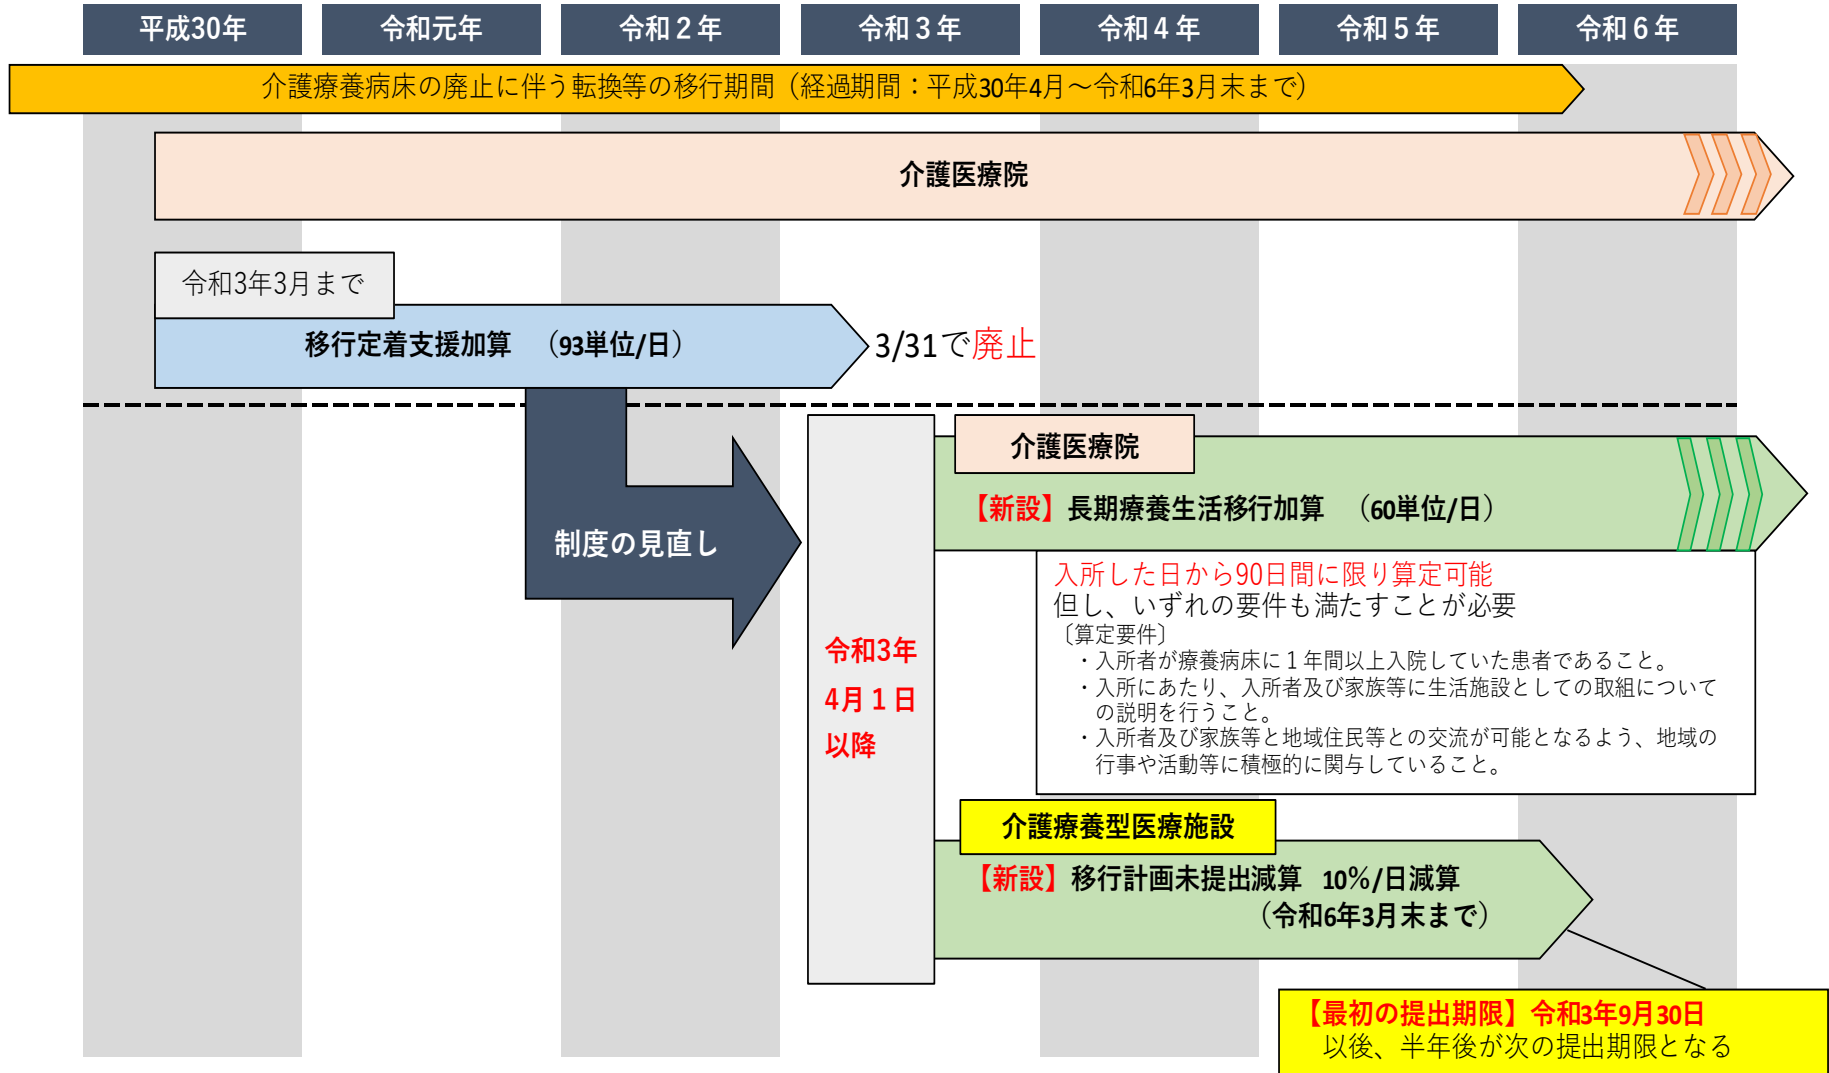 平成30年
令和元年
令和２年
令和３年
令和４年
令和５年
令和６年
介護療養病床の廃止に伴う転換等の移行期間（経過期間：平成30年4月～令和6年3月末まで）
介護医療院
令和3年3月まで
移行定着支援加算　（93単位/日）
3/31で廃止
制度の見直し
令和3年
4月１日
以降
介護医療院
【新設】長期療養生活移行加算　（60単位/日）
入所した日から90日間に限り算定可能
但し、いずれの要件も満たすことが必要
〔算定要件〕
・入所者が療養病床に１年間以上入院していた患者であること。
・入所にあたり、入所者及び家族等に生活施設としての取組について
の説明を行うこと。
・入所者及び家族等と地域住民等との交流が可能となるよう、地域の
行事や活動等に積極的に関与していること。
介護療養型医療施設
【新設】移行計画未提出減算　10％/日減算
（令和6年3月末まで）
【最初の提出期限】令和3年9月30日
以後、半年後が次の提出期限となる